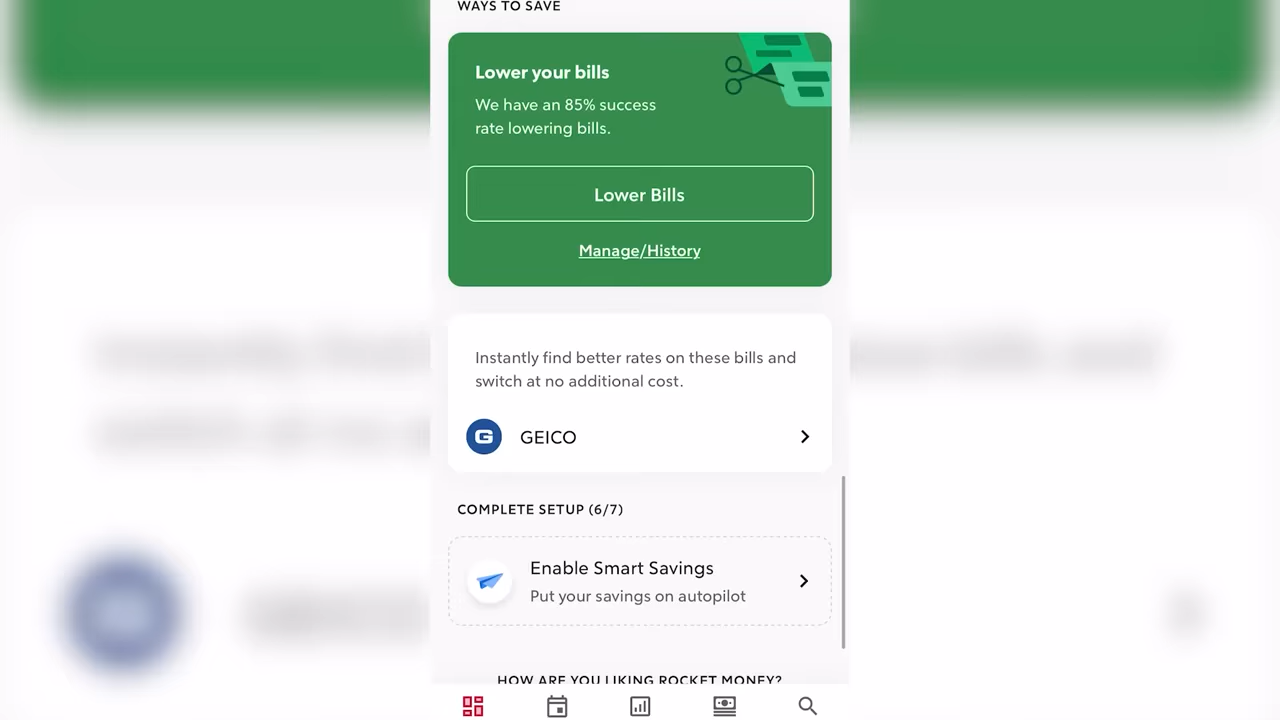 WAYS TO SAVE
Lower your bills
We have an 85% success
rate lowering bills.
Lower Bills
Manage/History
Instantly find better rates on these bills and
switch at no additional cost.
G GEICO
COMPLETE SETUP (6/7)
Enable Smart Savings
Put your savings on autopilot
HOW ARE YOU LIKING ROCKET MONEY?